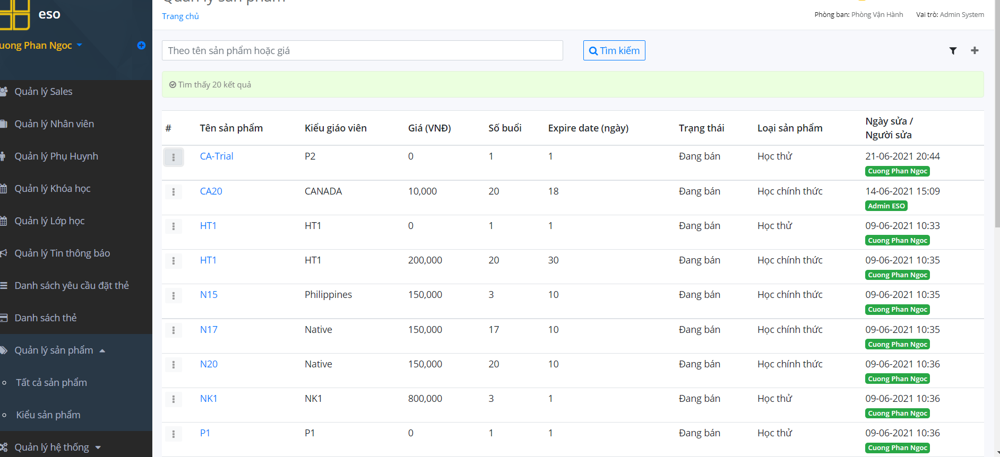 eso
Cuong Phan Ngoc
Quản lý Sales
Quản lý Nhân viên
Quản lý Phụ Huynh
Quản lý Khóa học
Quản lý Lớp học
Quản lý Tin thông báo
Danh sách yêu cầu đặt thẻ
Danh sách thẻ
Quản lý sản phẩm
Tất cả sản phẩm
Kiểu sản phẩm
Quản lý hệ thống
Quản lý sản phẩm
Trang chủ
Phòng ban: Phòng Vận Hành Vai trò: Admin System
Theo tên sản phẩm hoặc giá Tìm kiếm
Tìm thấy 20 kết quả
# Tên sản phẩm Kiểu giáo viên Giá (VNĐ) Số buổi Expire date (ngày) Trạng thái Loại sản phẩm Ngày sửa /
Người sửa
CA-Trial P2 0 1 1 Đang bán Học thử 21-06-2021 20:44
Cuong Phan Ngoc
CA20 CANADA 10,000 20 18 Đang bán Học chính thức 14-06-2021 15:09
Admin ESO
HT1 HT1 0 1 1 Đang bán Học thử 09-06-2021 10:33
Cuong Phan Ngoc
HT1 HT1 200,000 20 30 Đang bán Học chính thức 09-06-2021 10:35
Cuong Phan Ngoc
N15 Philippines 150,000 3 10 Đang bán Học chính thức 09-06-2021 10:35
Cuong Phan Ngoc
N17 Native 150,000 17 10 Đang bán Học chính thức 09-06-2021 10:35
Cuong Phan Ngoc
N20 Native 150,000 20 10 Đang bán Học chính thức 09-06-2021 10:36
Cuong Phan Ngoc
NK1 NK1 800,000 3 1 Đang bán Học thử 09-06-2021 10:36
Cuong Phan Ngoc
P1 P1 0 1 1 Đang bán Học thử 09-06-2021 10:36
Cuong Phan Ngoc